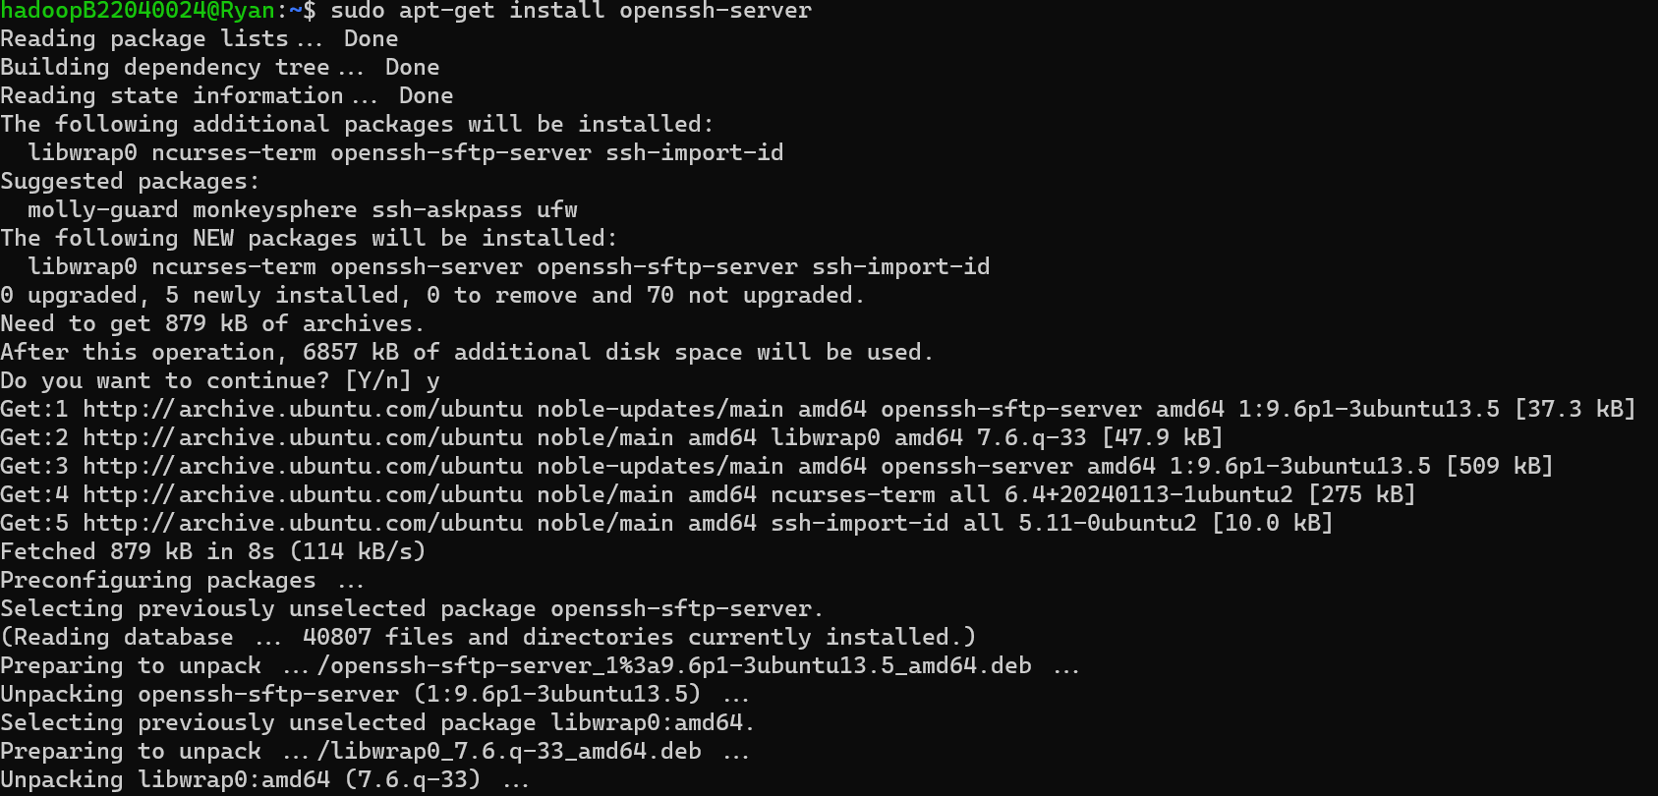 hadoopB22040024@Ryan:~$ sudo apt-get install openssh-server
Reading package lists... Done
Building dependency tree... Done
Reading state information... Done
The following additional packages will be installed:
  libwrap0 ncurses-term openssh-sftp-server ssh-import-id
Suggested packages:
  molly-guard monkeysphere ssh-askpass ufw
The following NEW packages will be installed:
  libwrap0 ncurses-term openssh-server openssh-sftp-server ssh-import-id
0 upgraded, 5 newly installed, 0 to remove and 70 not upgraded.
Need to get 879 kB of archives.
After this operation, 6857 kB of additional disk space will be used.
Do you want to continue? [Y/n] y
Get:1 http://archive.ubuntu.com/ubuntu noble-updates/main amd64 openssh-sftp-server amd64 1:9.6p1-3ubuntu13.5 [37.3 kB]
Get:2 http://archive.ubuntu.com/ubuntu noble/main amd64 libwrap0 amd64 7.6.q-33 [47.9 kB]
Get:3 http://archive.ubuntu.com/ubuntu noble-updates/main amd64 openssh-server amd64 1:9.6p1-3ubuntu13.5 [509 kB]
Get:4 http://archive.ubuntu.com/ubuntu noble/main amd64 ncurses-term all 6.4+20240113-1ubuntu2 [275 kB]
Get:5 http://archive.ubuntu.com/ubuntu noble/main amd64 ssh-import-id all 5.11-0ubuntu2 [10.0 kB]
Fetched 879 kB in 8s (114 kB/s)
Preconfiguring packages ...
Selecting previously unselected package openssh-sftp-server.
(Reading database ... 40807 files and directories currently installed.)
Preparing to unpack .../openssh-sftp-server_1%3a9.6p1-3ubuntu13.5_amd64.deb ...
Unpacking openssh-sftp-server (1:9.6p1-3ubuntu13.5) ...
Selecting previously unselected package libwrap0:amd64.
Preparing to unpack .../libwrap0_7.6.q-33_amd64.deb ...
Unpacking libwrap0:amd64 (7.6.q-33) ...